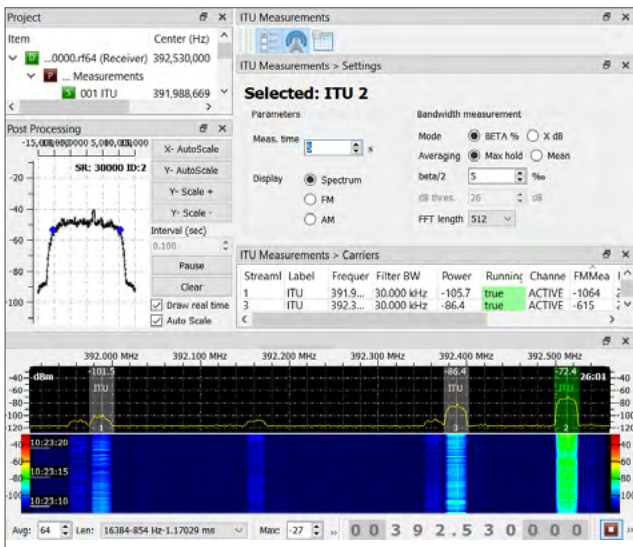 Project
Item Center (Hz)
...0000.rf64 (Receiver) 392,530,000
... Measurements
001 ITU 391,988,669
Post Processing
SR: 30000 ID:2
-20
-40
-60
-80
-100
X- AutoScale
Y- AutoScale
Y- Scale +
Y- Scale -
Interval (sec)
0.100
Pause
Clear
Draw real time
Auto Scale
ITU Measurements
ITU Measurements > Settings
Selected: ITU 2
Parameters
Meas. time 5 s
Display Spectrum
FM
AM
Bandwidth measurement
Mode BETA % X dB
Averaging Max hold Mean
beta/2 5 ‰
dB thres. 26 dB
FFT length 512
ITU Measurements > Carriers
StreamI Label Frequer Filter BW Power Running Channe FMMea
1 ITU 391.9... 30.000 kHz -105.7 true ACTIVE -1064
3 ITU 392.3... 30.000 kHz -86.4 true ACTIVE -615
392.000 MHz 392.100 MHz 392.200 MHz 392.300 MHz 392.400 MHz 392.500 MHz
dBm -101.5 -86.4 -72.4 26:01
ITU ITU ITU
-40 -40
-60 -60
-80 -80
-100 -100
-120 -120
1 3 2
10:23:20
10:23:15
10:23:10
Avg: 64 Len: 16384-854 Hz-1.17029 ms Max: -27 » 0 0 3 9 2 . 5 3 0 0 0 0 »